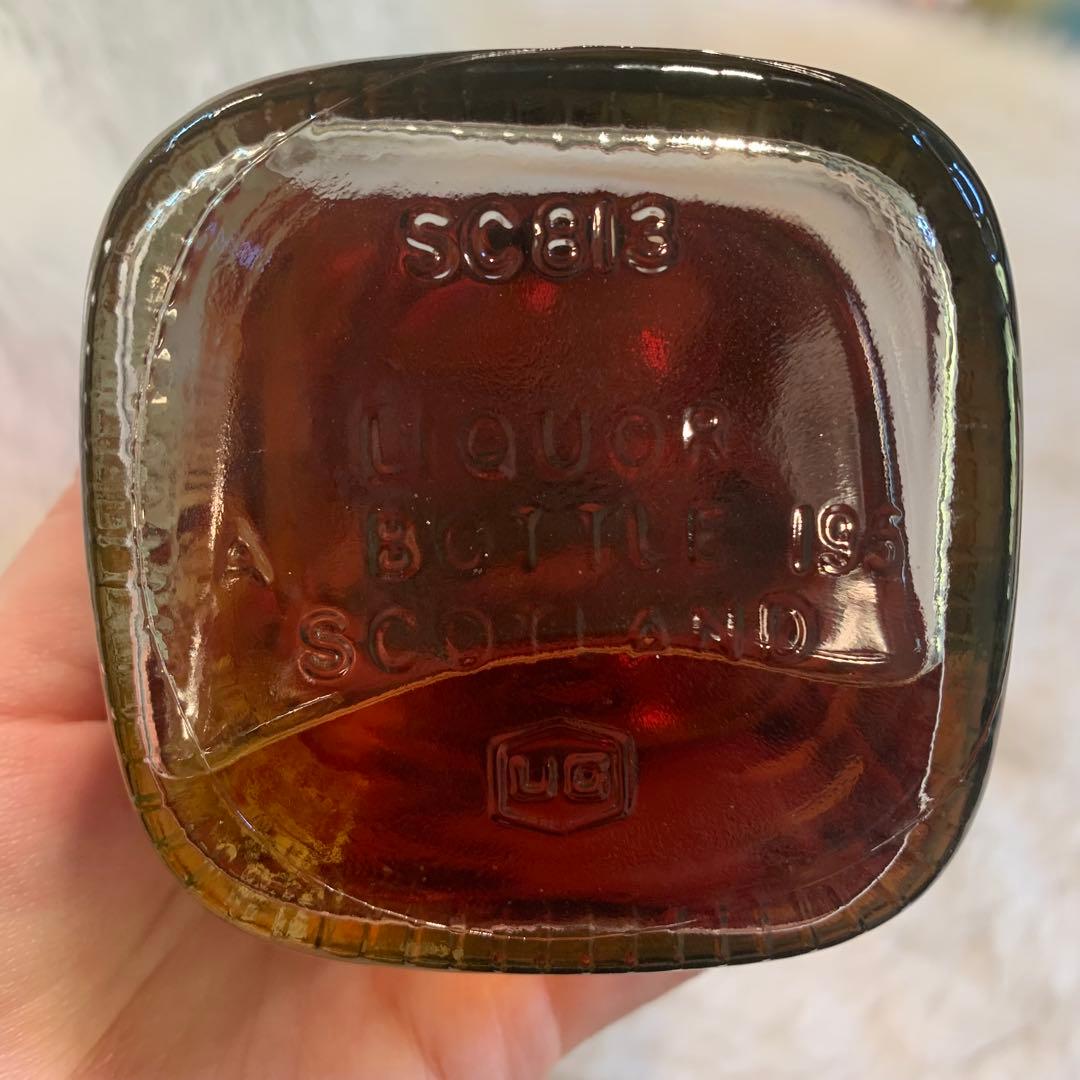 SC813
LIQUOR
BOTTLE 195
A
SCOTLAND
UG